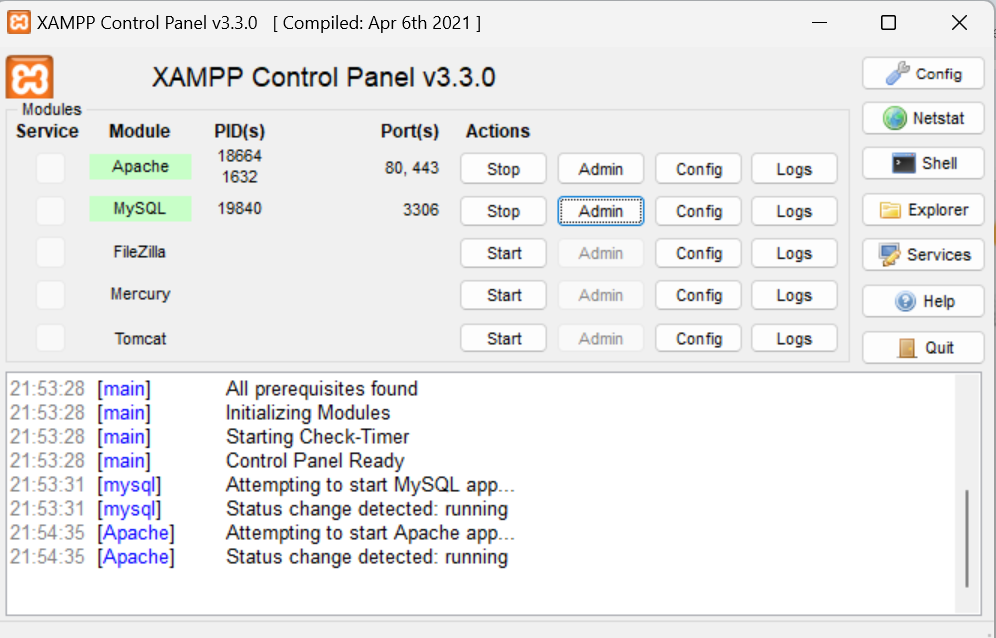 XAMPP Control Panel v3.3.0 [ Compiled: Apr 6th 2021 ]
XAMPP Control Panel v3.3.0
Config
Modules
Service Module PID(s) Port(s) Actions
Netstat
Apache 18664 1632 80, 443 Stop Admin Config Logs
Shell
MySQL 19840 3306 Stop Admin Config Logs
Explorer
FileZilla Start Admin Config Logs
Services
Mercury Start Admin Config Logs
Help
Tomcat Start Admin Config Logs
Quit
21:53:28 [main] All prerequisites found
21:53:28 [main] Initializing Modules
21:53:28 [main] Starting Check-Timer
21:53:28 [main] Control Panel Ready
21:53:31 [mysql] Attempting to start MySQL app...
21:53:31 [mysql] Status change detected: running
21:54:35 [Apache] Attempting to start Apache app...
21:54:35 [Apache] Status change detected: running